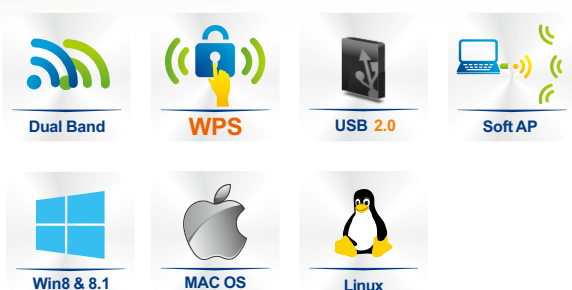 Dual Band
WPS
USB 2.0
Soft AP
Win8 & 8.1
MAC OS
Linux